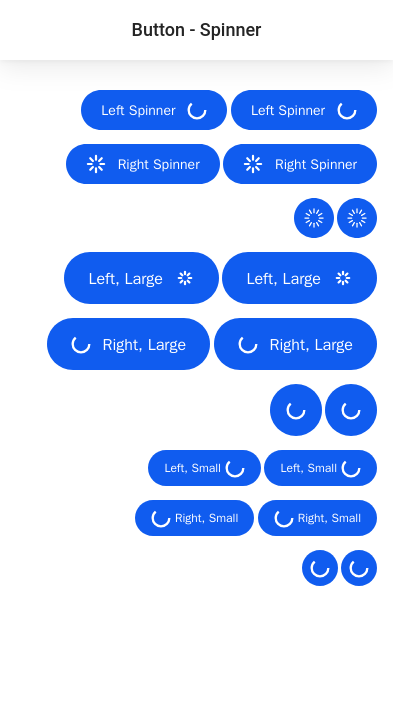 Button - Spinner
Left Spinner Left Spinner
Right Spinner Right Spinner
Left, Large Left, Large
Right, Large Right, Large
Left, Small Left, Small
Right, Small Right, Small